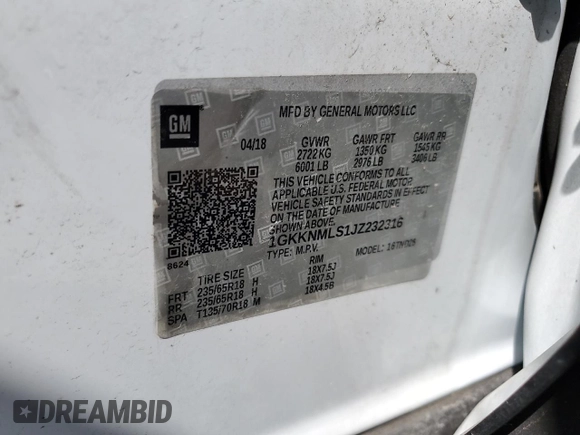 GM
MFD BY GENERAL MOTORS LLC
04/18
GVWR GAWR FRT GAWR RR
2722 KG 1350 KG 1545 KG
6001 LB 2976 LB 3406 LB
THIS VEHICLE CONFORMS TO ALL
APPLICABLE U.S. FEDERAL MOTOR
VEHICLE SAFETY STANDARDS IN EFFECT
ON THE DATE OF MANUFACTURE
SHOWN ABOVE.
1GKKNMLS1JZ232316
TYPE: M.P.V. MODEL:
8624
TIRE SIZE RIM
FRT 235/65R18 H 18X7.5J
RR 235/65R18 H 18X7.5J
SPA T135/70R18 M 18X4.5B
DREAMBID